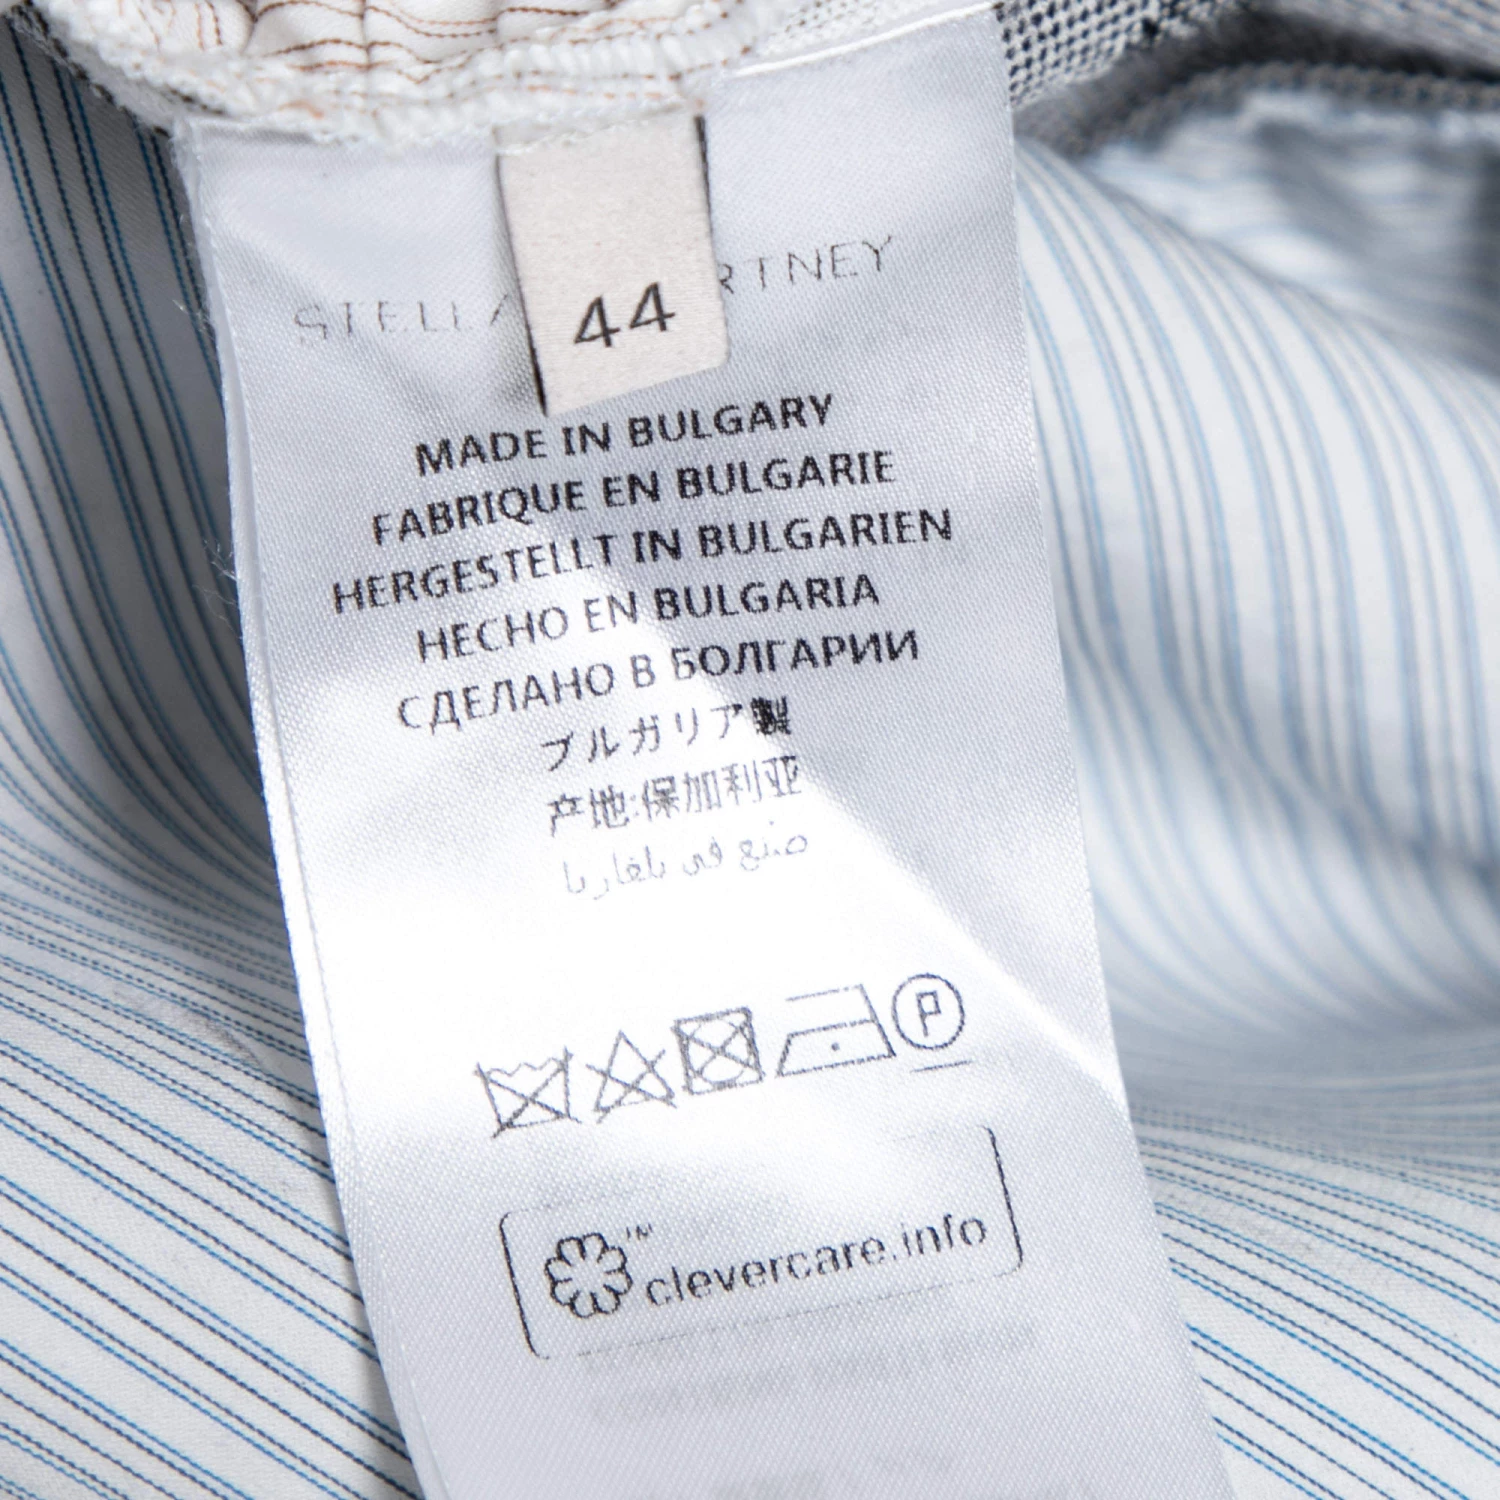 STELLA RTNEY
44
MADE IN BULGARY
FABRIQUE EN BULGARIE
HERGESTELLT IN BULGARIEN
HECHO EN BULGARIA
СДЕЛАНО В БОЛГАРИИ
ブルガリア製
产地:保加利亚
صنع في بلغاريا
P
TM clevercare.info